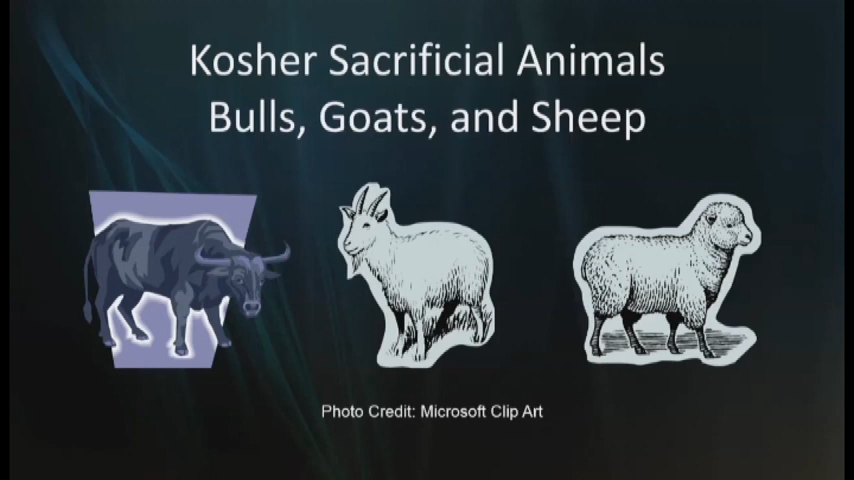 Kosher Sacrificial Animals
Bulls, Goats, and Sheep
Photo Credit: Microsoft Clip Art